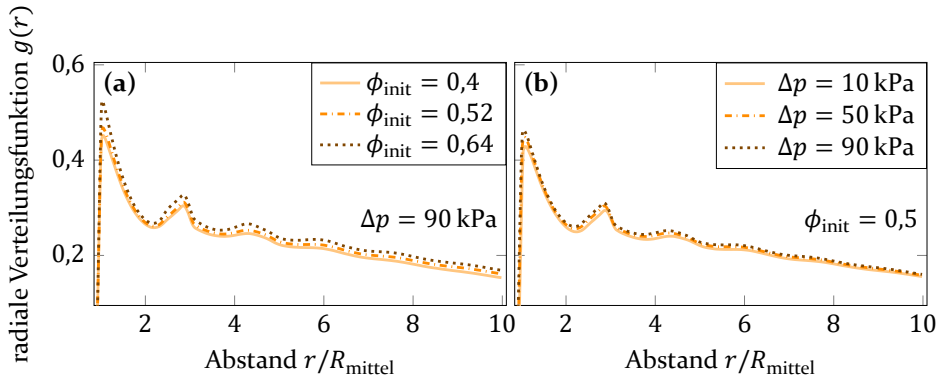 radiale Verteilungsfunktion g(r)
0,6
0,4
0,2
(a)
ϕinit = 0,4
ϕinit = 0,52
ϕinit = 0,64
Δp = 90 kPa
2 4 6 8 10
Abstand r/Rmittel
(b)
Δp = 10 kPa
Δp = 50 kPa
Δp = 90 kPa
ϕinit = 0,5
2 4 6 8 10
Abstand r/Rmittel